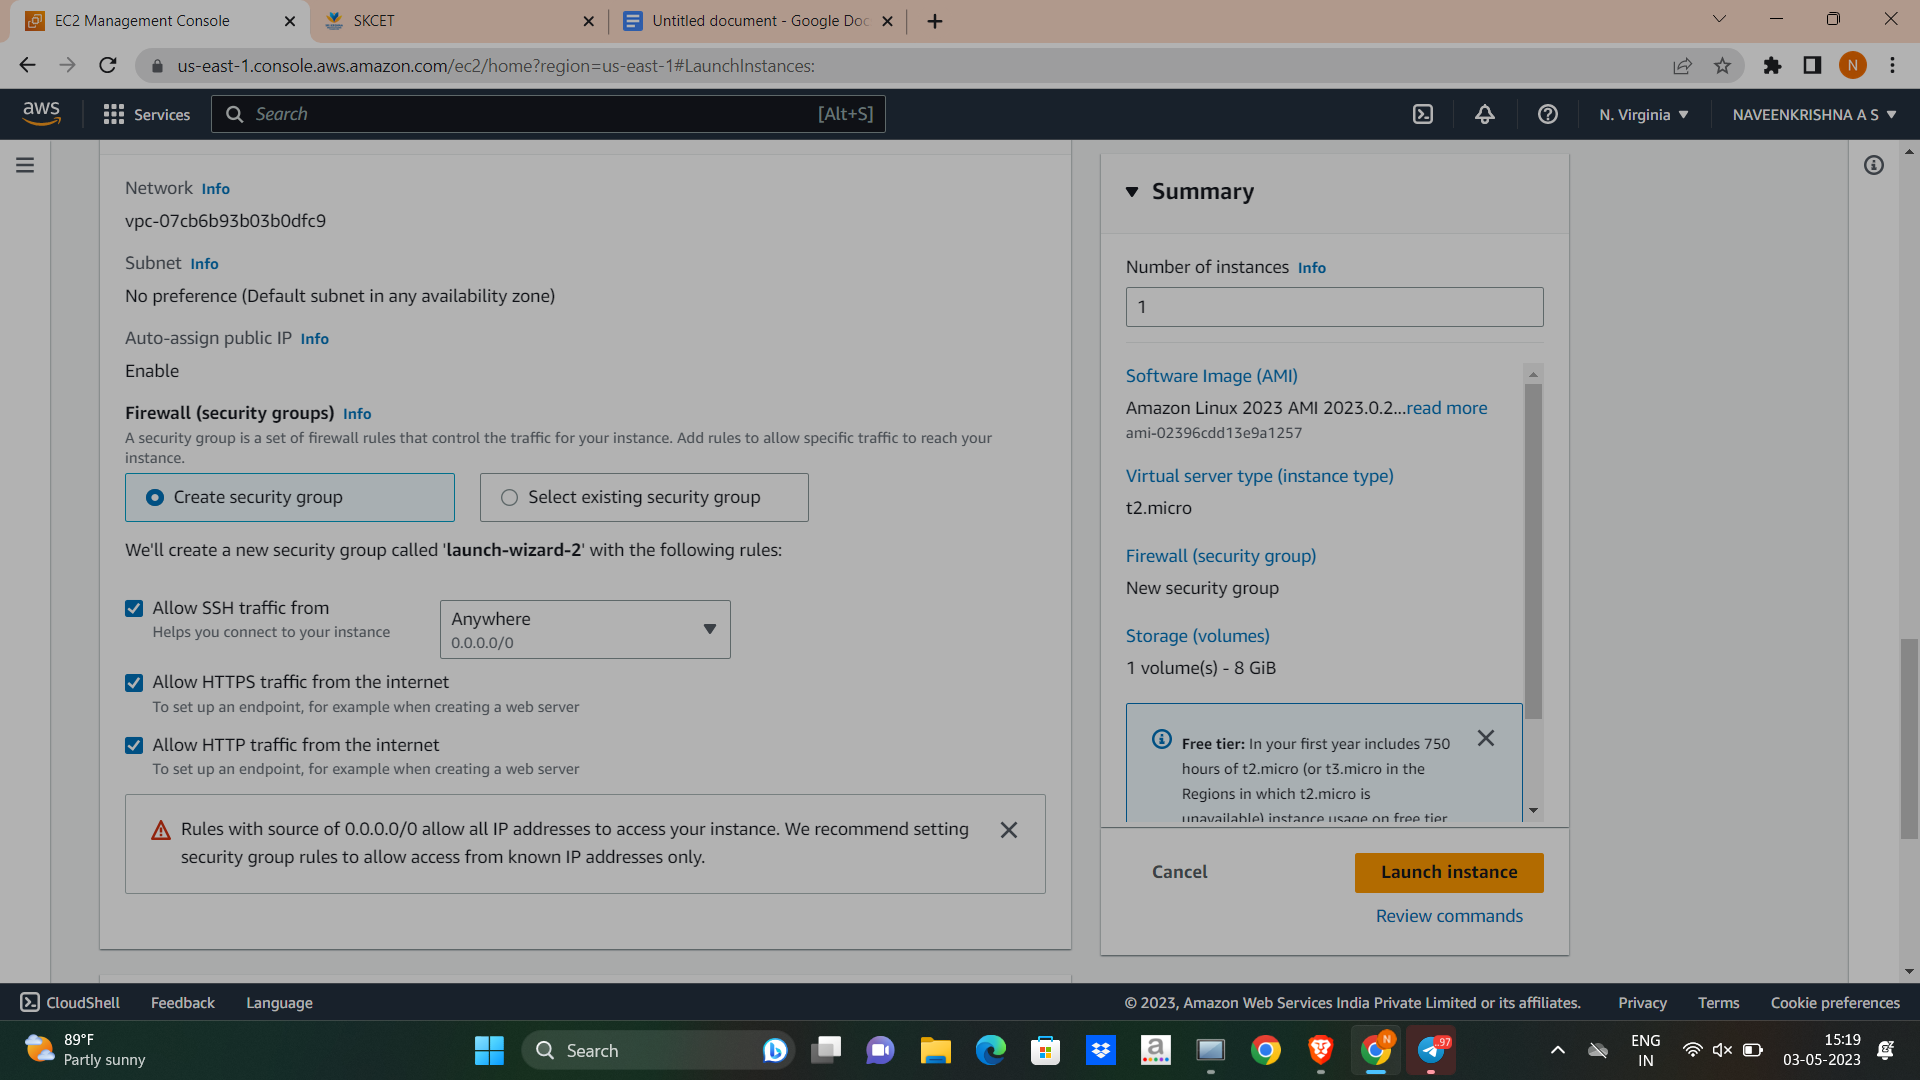 EC2 Management Console
SKCET
Untitled document - Google Doc
us-east-1.console.aws.amazon.com/ec2/home?region=us-east-1#LaunchInstances:
N
aws
Services
Search
[Alt+S]
N. Virginia
NAVEENKRISHNA A S
Network Info
vpc-07cb6b93b03b0dfc9
Subnet Info
No preference (Default subnet in any availability zone)
Auto-assign public IP Info
Enable
Firewall (security groups) Info
A security group is a set of firewall rules that control the traffic for your instance. Add rules to allow specific traffic to reach your
instance.
Create security group
Select existing security group
We'll create a new security group called 'launch-wizard-2' with the following rules:
Allow SSH traffic from
Helps you connect to your instance
Anywhere
0.0.0.0/0
Allow HTTPS traffic from the internet
To set up an endpoint, for example when creating a web server
Allow HTTP traffic from the internet
To set up an endpoint, for example when creating a web server
Rules with source of 0.0.0.0/0 allow all IP addresses to access your instance. We recommend setting
security group rules to allow access from known IP addresses only.
Summary
Number of instances Info
1
Software Image (AMI)
Amazon Linux 2023 AMI 2023.0.2...read more
ami-02396cdd13e9a1257
Virtual server type (instance type)
t2.micro
Firewall (security group)
New security group
Storage (volumes)
1 volume(s) - 8 GiB
Free tier: In your first year includes 750
hours of t2.micro (or t3.micro in the
Regions in which t2.micro is
unavailable) instance usage on free tier
Cancel
Launch instance
Review commands
CloudShell
Feedback
Language
© 2023, Amazon Web Services India Private Limited or its affiliates.
Privacy
Terms
Cookie preferences
89°F
Partly sunny
Search
a
N
97
ENG
IN
15:19
03-05-2023